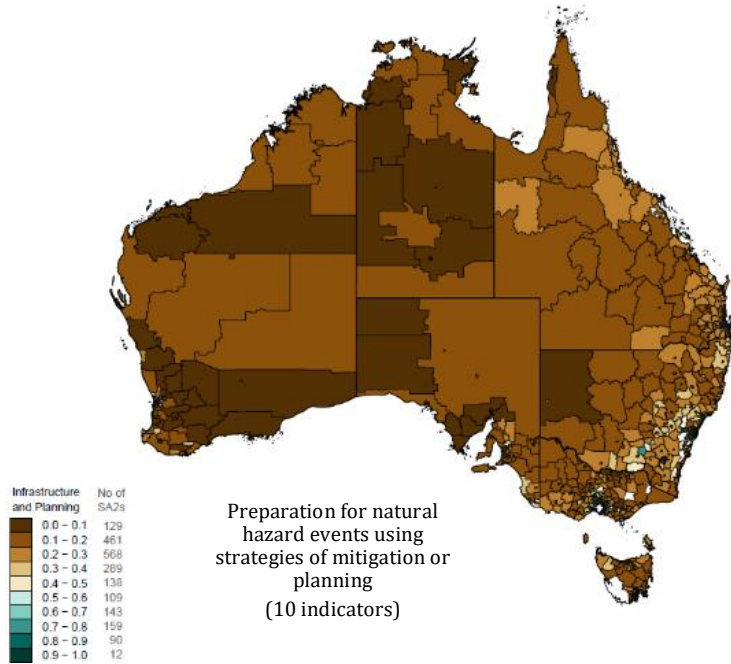 Infrastructure and Planning No of SA2s
0.0 – 0.1 129
0.1 – 0.2 461
0.2 – 0.3 568
0.3 – 0.4 289
0.4 – 0.5 138
0.5 – 0.6 109
0.6 – 0.7 143
0.7 – 0.8 159
0.8 – 0.9 90
0.9 – 1.0 12
Preparation for natural
hazard events using
strategies of mitigation or
planning
(10 indicators)